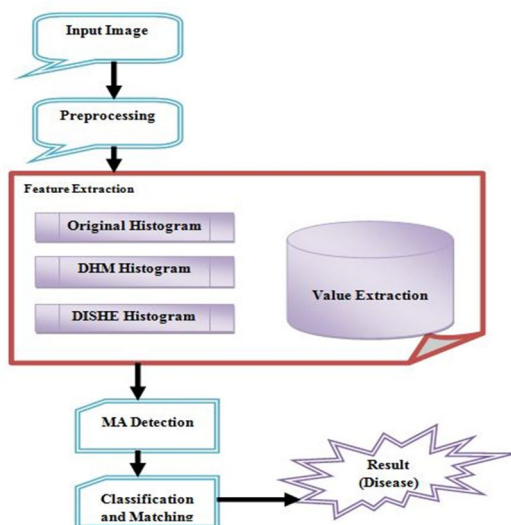 Input Image
Preprocessing
Feature Extraction
Original Histogram
DHM Histogram
DISHE Histogram
Value Extraction
MA Detection
Classification
and Matching
Result
(Disease)